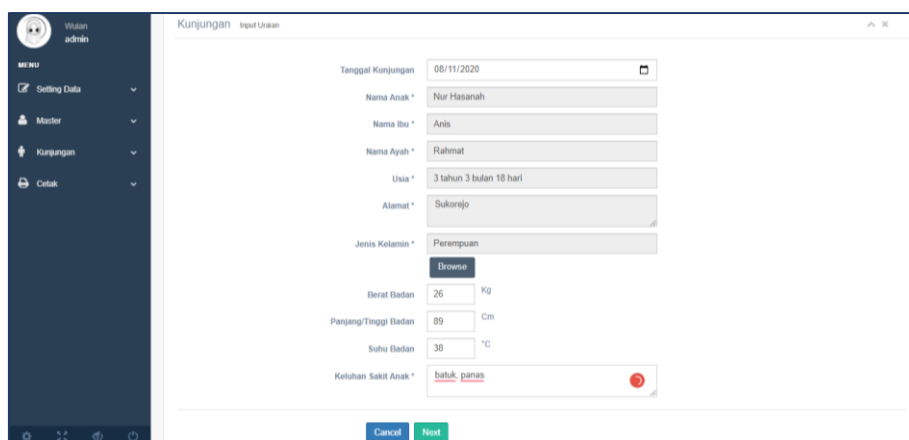 Wulan
admin
MENU
Setting Data
Master
Kunjungan
Cetak
Kunjungan Input Uraian
Tanggal Kunjungan 08/11/2020
Nama Anak * Nur Hasanah
Nama Ibu * Anis
Nama Ayah * Rahmat
Usia * 3 tahun 3 bulan 18 hari
Alamat * Sukorejo
Jenis Kelamin * Perempuan
Browse
Berat Badan 26 Kg
Panjang/Tinggi Badan 89 Cm
Suhu Badan 38 °C
Keluhan Sakit Anak * batuk, panas
Cancel Next